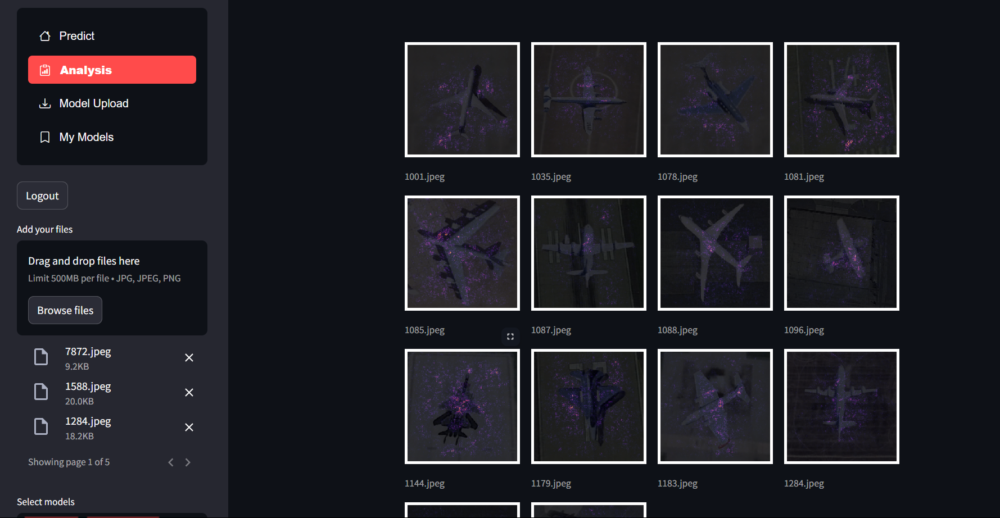 Predict
Analysis
Model Upload
My Models
Logout
Add your files
Drag and drop files here
Limit 500MB per file • JPG, JPEG, PNG
Browse files
7872.jpeg
9.2KB
1588.jpeg
20.0KB
1284.jpeg
18.2KB
Showing page 1 of 5
Select models
1001.jpeg
1035.jpeg
1078.jpeg
1081.jpeg
1085.jpeg
1087.jpeg
1088.jpeg
1096.jpeg
1144.jpeg
1179.jpeg
1183.jpeg
1284.jpeg